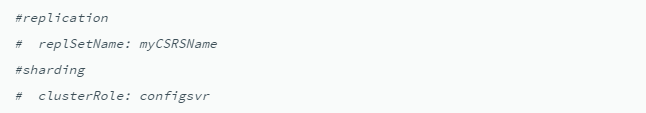 #replication
#  replSetName: myCSRSName
#sharding
#  clusterRole: configsvr